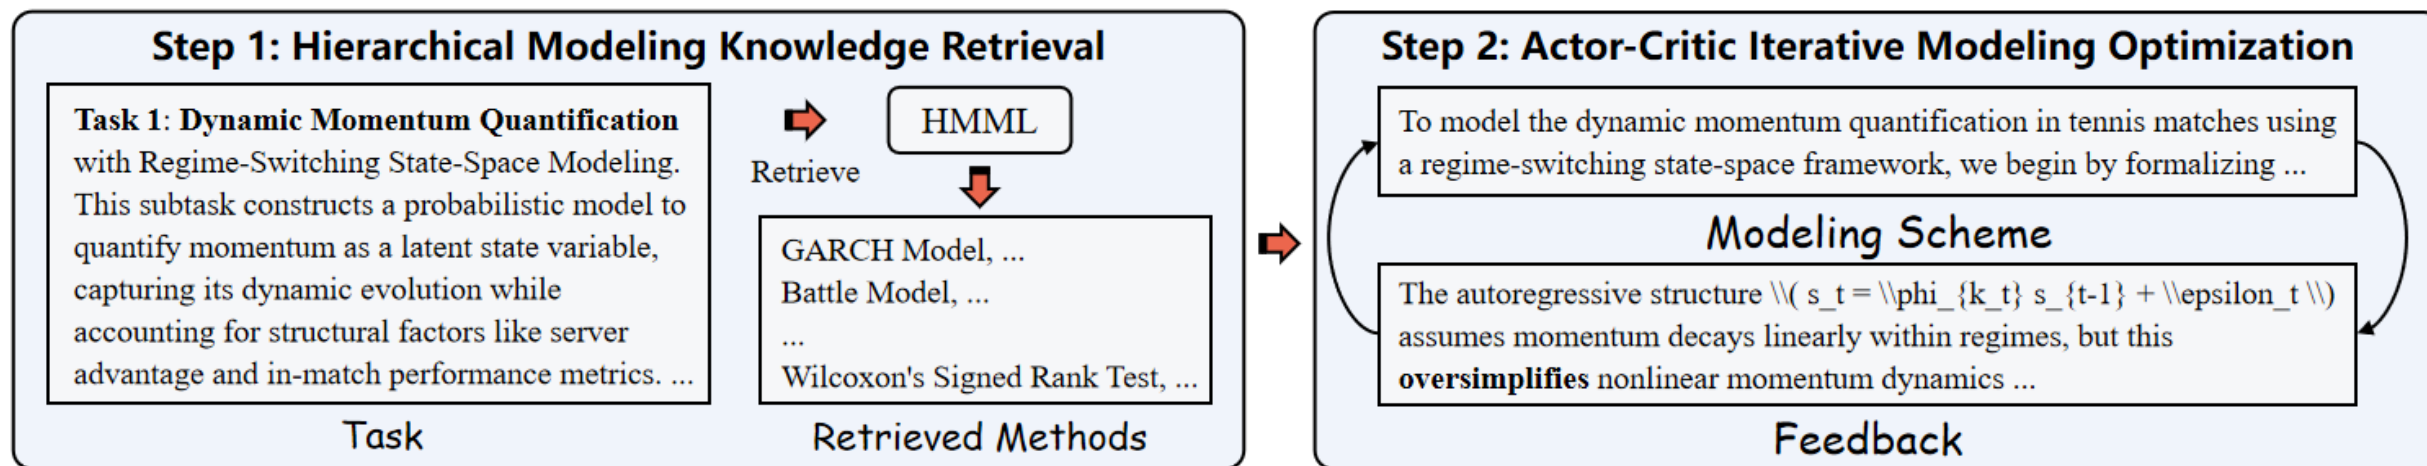 Step 1: Hierarchical Modeling Knowledge Retrieval
Task 1: Dynamic Momentum Quantification
with Regime-Switching State-Space Modeling.
This subtask constructs a probabilistic model to
quantify momentum as a latent state variable,
capturing its dynamic evolution while
accounting for structural factors like server
advantage and in-match performance metrics. ...
Task
Retrieve
HMML
GARCH Model, ...
Battle Model, ...
...
Wilcoxon's Signed Rank Test, ...
Retrieved Methods
Step 2: Actor-Critic Iterative Modeling Optimization
To model the dynamic momentum quantification in tennis matches using
a regime-switching state-space framework, we begin by formalizing ...
Modeling Scheme
The autoregressive structure \\( s_t = \\phi_{k_t} s_{t-1} + \\epsilon_t \\)
assumes momentum decays linearly within regimes, but this
oversimplifies nonlinear momentum dynamics ...
Feedback